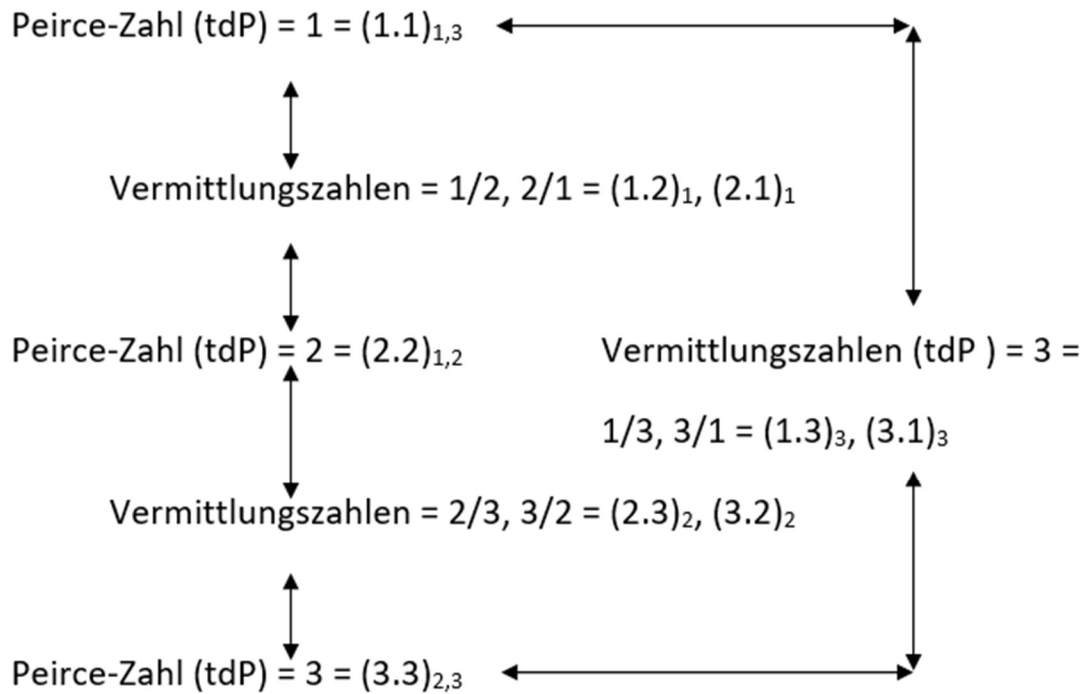 Peirce-Zahl (tdP) = 1 = (1.1)₁,₃
Vermittlungszahlen = 1/2, 2/1 = (1.2)₁, (2.1)₁
Peirce-Zahl (tdP) = 2 = (2.2)₁,₂
Vermittlungszahlen (tdP ) = 3 =
1/3, 3/1 = (1.3)₃, (3.1)₃
Vermittlungszahlen = 2/3, 3/2 = (2.3)₂, (3.2)₂
Peirce-Zahl (tdP) = 3 = (3.3)₂,₃